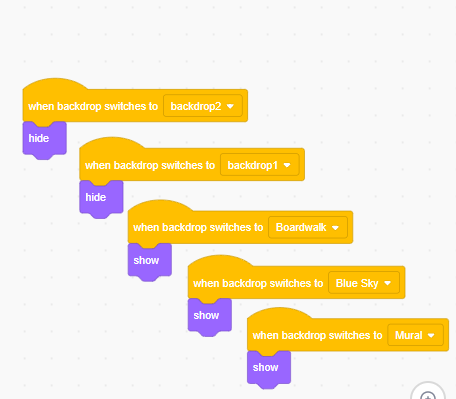 when backdrop switches to backdrop2
hide
when backdrop switches to backdrop1
hide
when backdrop switches to Boardwalk
show
when backdrop switches to Blue Sky
show
when backdrop switches to Mural
show